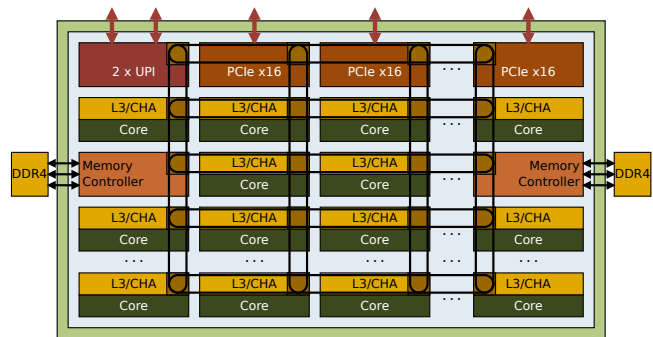 2 x UPI
PCIe x16
PCIe x16
...
PCIe x16
L3/CHA
L3/CHA
L3/CHA
L3/CHA
Core
Core
Core
...
Core
DDR4
Memory
Controller
L3/CHA
L3/CHA
Core
Core
...
Memory
Controller
DDR4
L3/CHA
L3/CHA
L3/CHA
L3/CHA
Core
Core
Core
...
Core
...
...
...
...
...
L3/CHA
L3/CHA
L3/CHA
L3/CHA
Core
Core
Core
...
Core